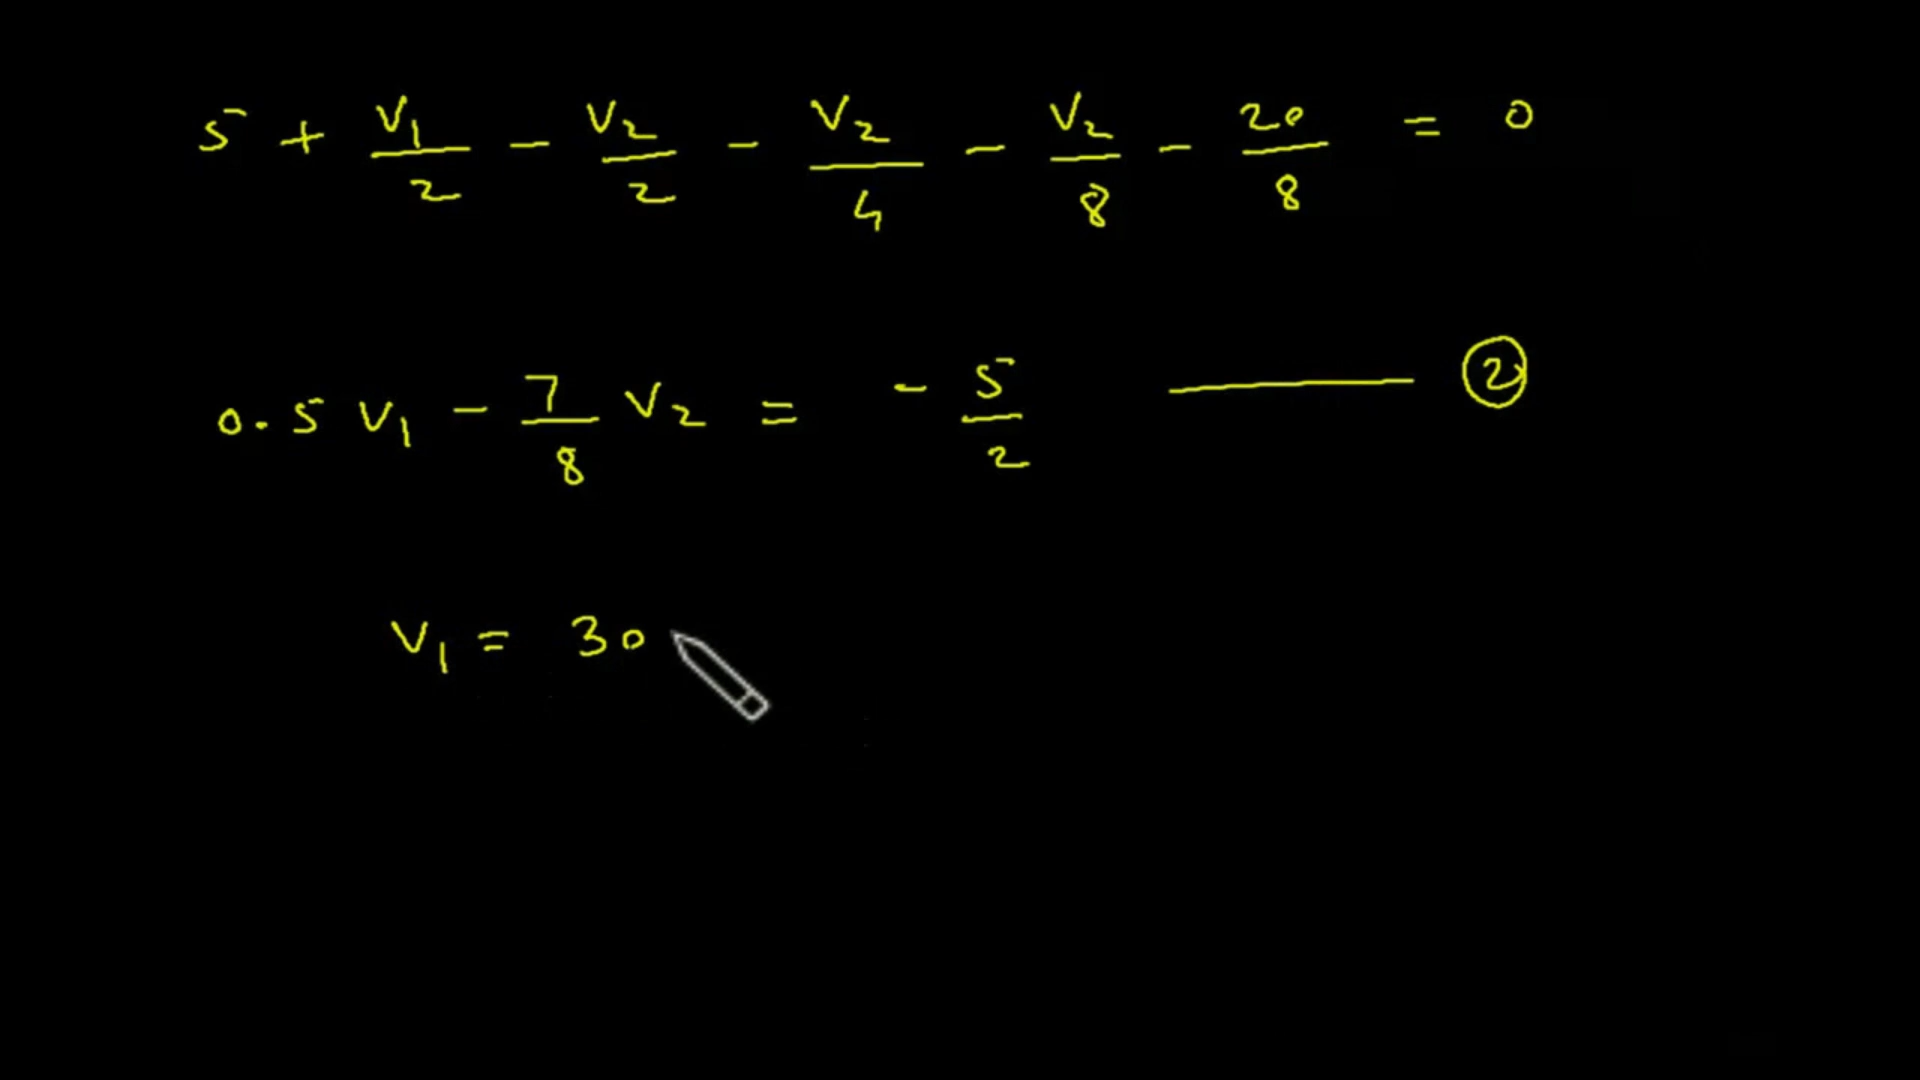 5 + V₁/2 - V₂/2 - V₂/4 - V₂/8 - 20/8 = 0
0.5 V₁ - 7/8 V₂ = - 5/2 —— ②
V₁ = 30